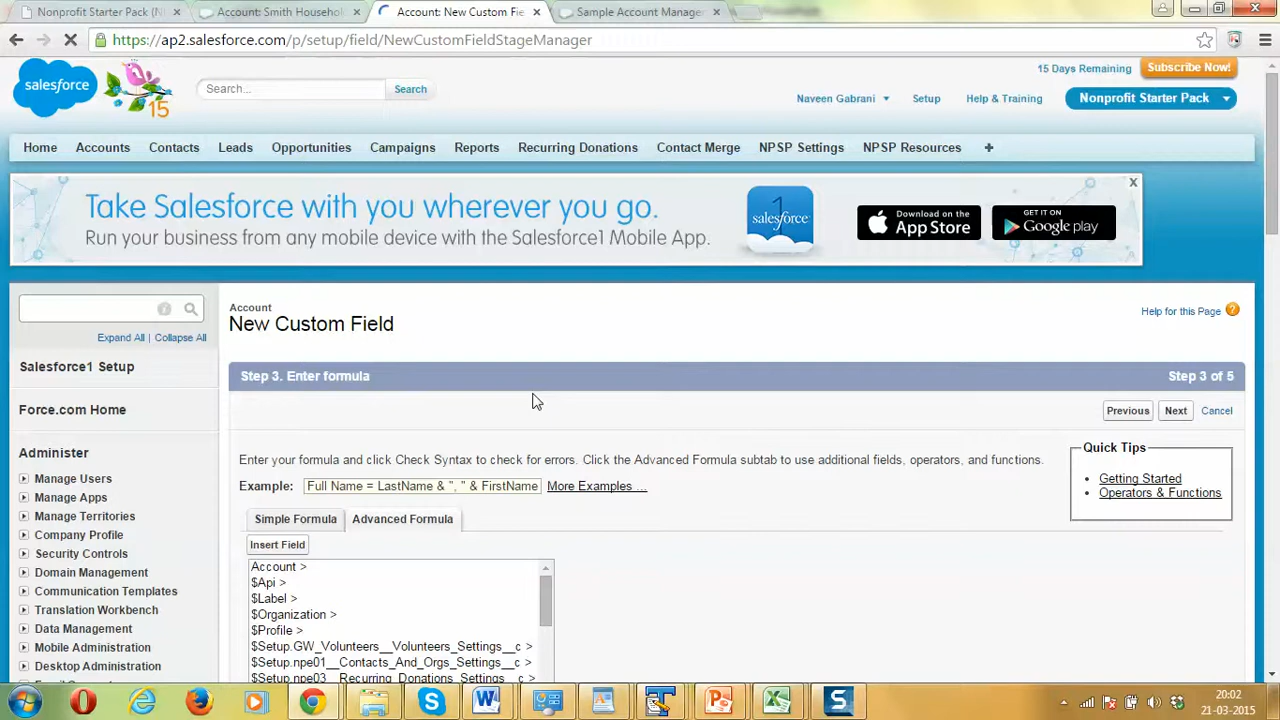 Nonprofit Starter Pack (N
Account: Smith Househol
Account: New Custom Fie
Sample Account Manage
https://ap2.salesforce.com/p/setup/field/NewCustomFieldStageManager
salesforce
15
Search...
Search
15 Days Remaining
Subscribe Now!
Naveen Gabrani
Setup
Help & Training
Nonprofit Starter Pack
Home
Accounts
Contacts
Leads
Opportunities
Campaigns
Reports
Recurring Donations
Contact Merge
NPSP Settings
NPSP Resources
+
Take Salesforce with you wherever you go.
Run your business from any mobile device with the Salesforce1 Mobile App.
1
salesforce
Download on the
App Store
GET IT ON
Google play
X
Expand All | Collapse All
Salesforce1 Setup
Force.com Home
Administer
Manage Users
Manage Apps
Manage Territories
Company Profile
Security Controls
Domain Management
Communication Templates
Translation Workbench
Data Management
Mobile Administration
Desktop Administration
Account
New Custom Field
Help for this Page
Step 3. Enter formula
Step 3 of 5
Previous
Next
Cancel
Enter your formula and click Check Syntax to check for errors. Click the Advanced Formula subtab to use additional fields, operators, and functions.
Example:
Full Name = LastName & ", " & FirstName
More Examples ...
Quick Tips
• Getting Started
• Operators & Functions
Simple Formula
Advanced Formula
Insert Field
Account >
$Api >
$Label >
$Organization >
$Profile >
$Setup.GW_Volunteers__Volunteers_Settings__c >
$Setup.npe01__Contacts_And_Orgs_Settings__c >
$Setup.npe03__Recurring_Donations_Settings__c >
20:02
21-03-2015